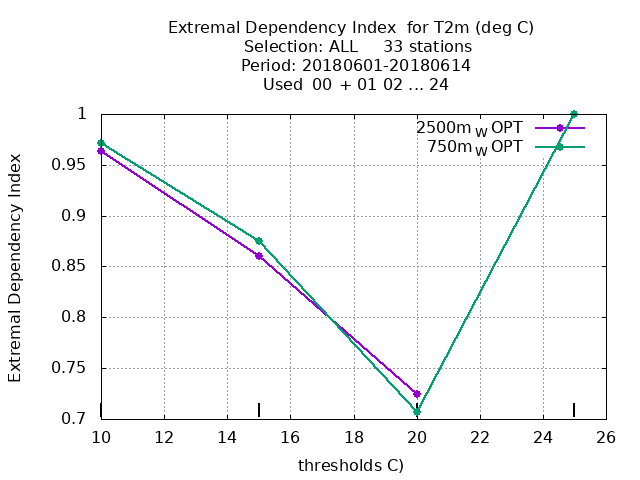 Extremal Dependency Index  for T2m (deg C)
Selection: ALL     33 stations
Period: 20180601-20180614
Used  00 + 01 02 ... 24
2500m_W OPT
750m_W OPT
1
0.95
0.9
0.85
0.8
0.75
0.7
Extremal Dependency Index
10 12 14 16 18 20 22 24 26
thresholds C)